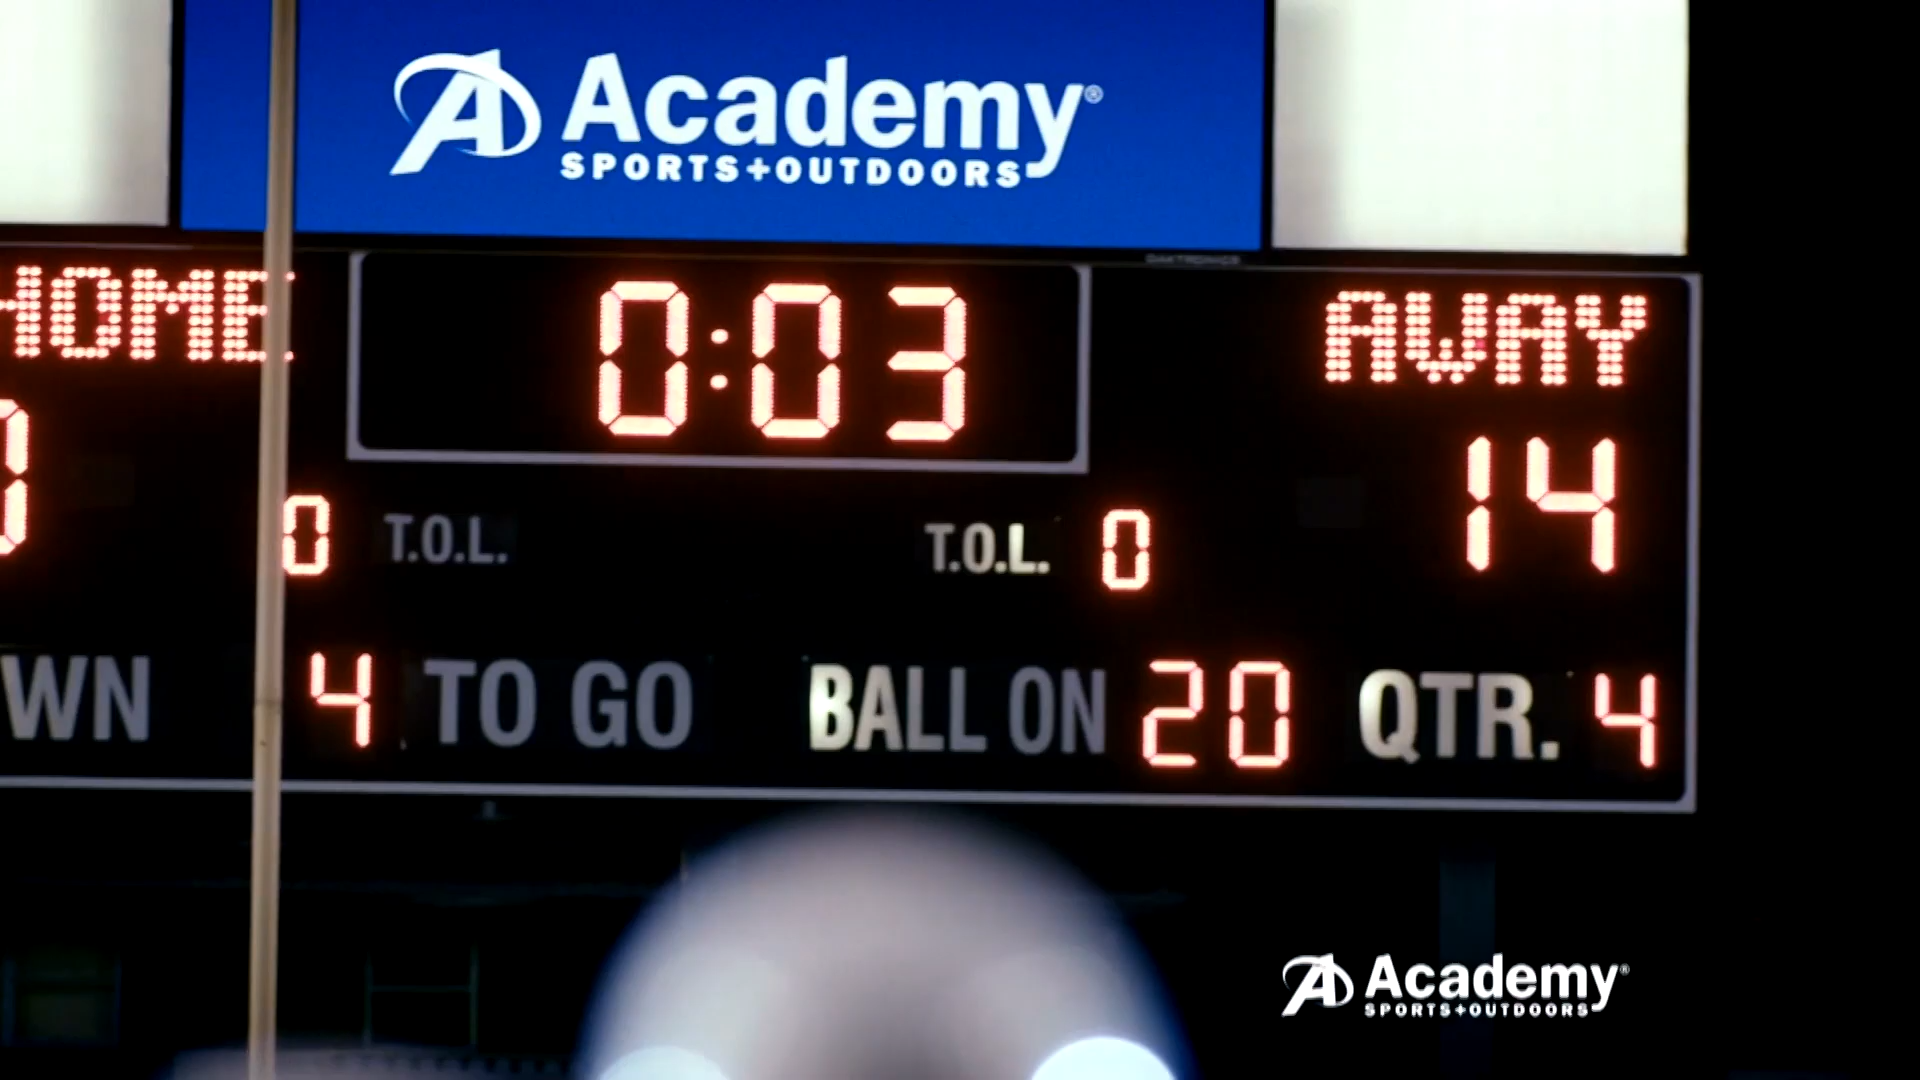 Academy®
SPORTS+OUTDOORS
HOME 0:03 AWAY
14
0 T.O.L. T.O.L. 0
4 TO GO BALL ON 20 QTR. 4
Academy®
SPORTS+OUTDOORS